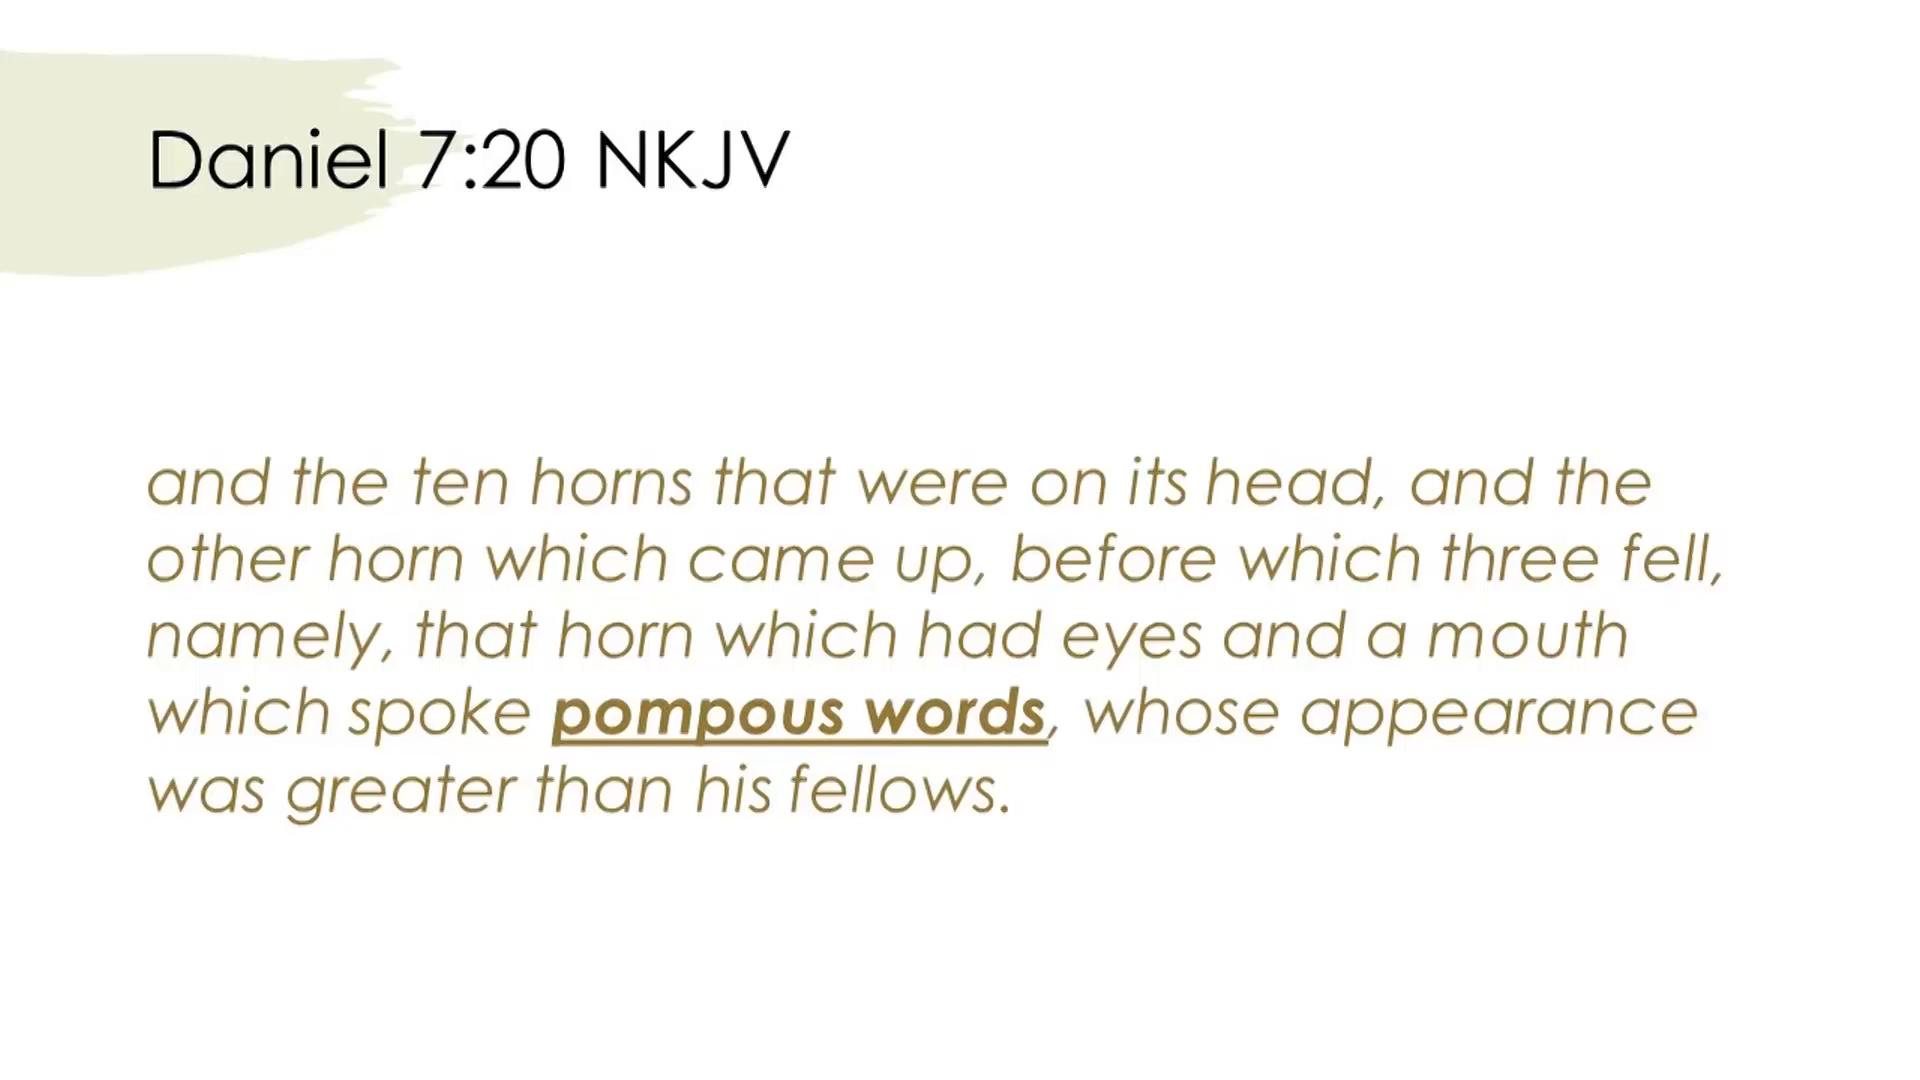 Daniel 7:20 NKJV
and the ten horns that were on its head, and the
other horn which came up, before which three fell,
namely, that horn which had eyes and a mouth
which spoke pompous words, whose appearance
was greater than his fellows.